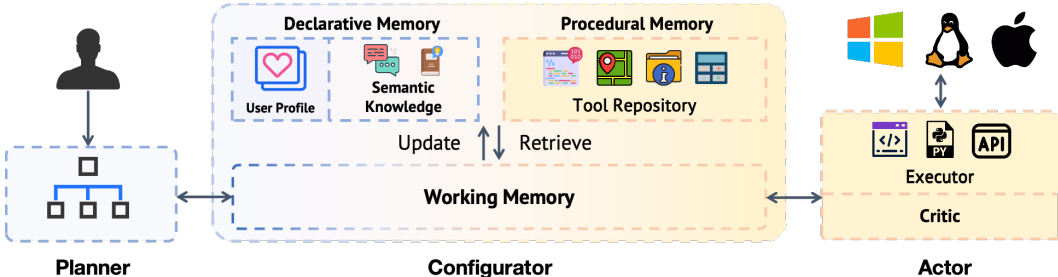 Declarative Memory
Procedural Memory
User Profile
Semantic
Knowledge
Tool Repository
Update
Retrieve
Working Memory
</>
PY
API
Executor
Critic
Planner
Configurator
Actor